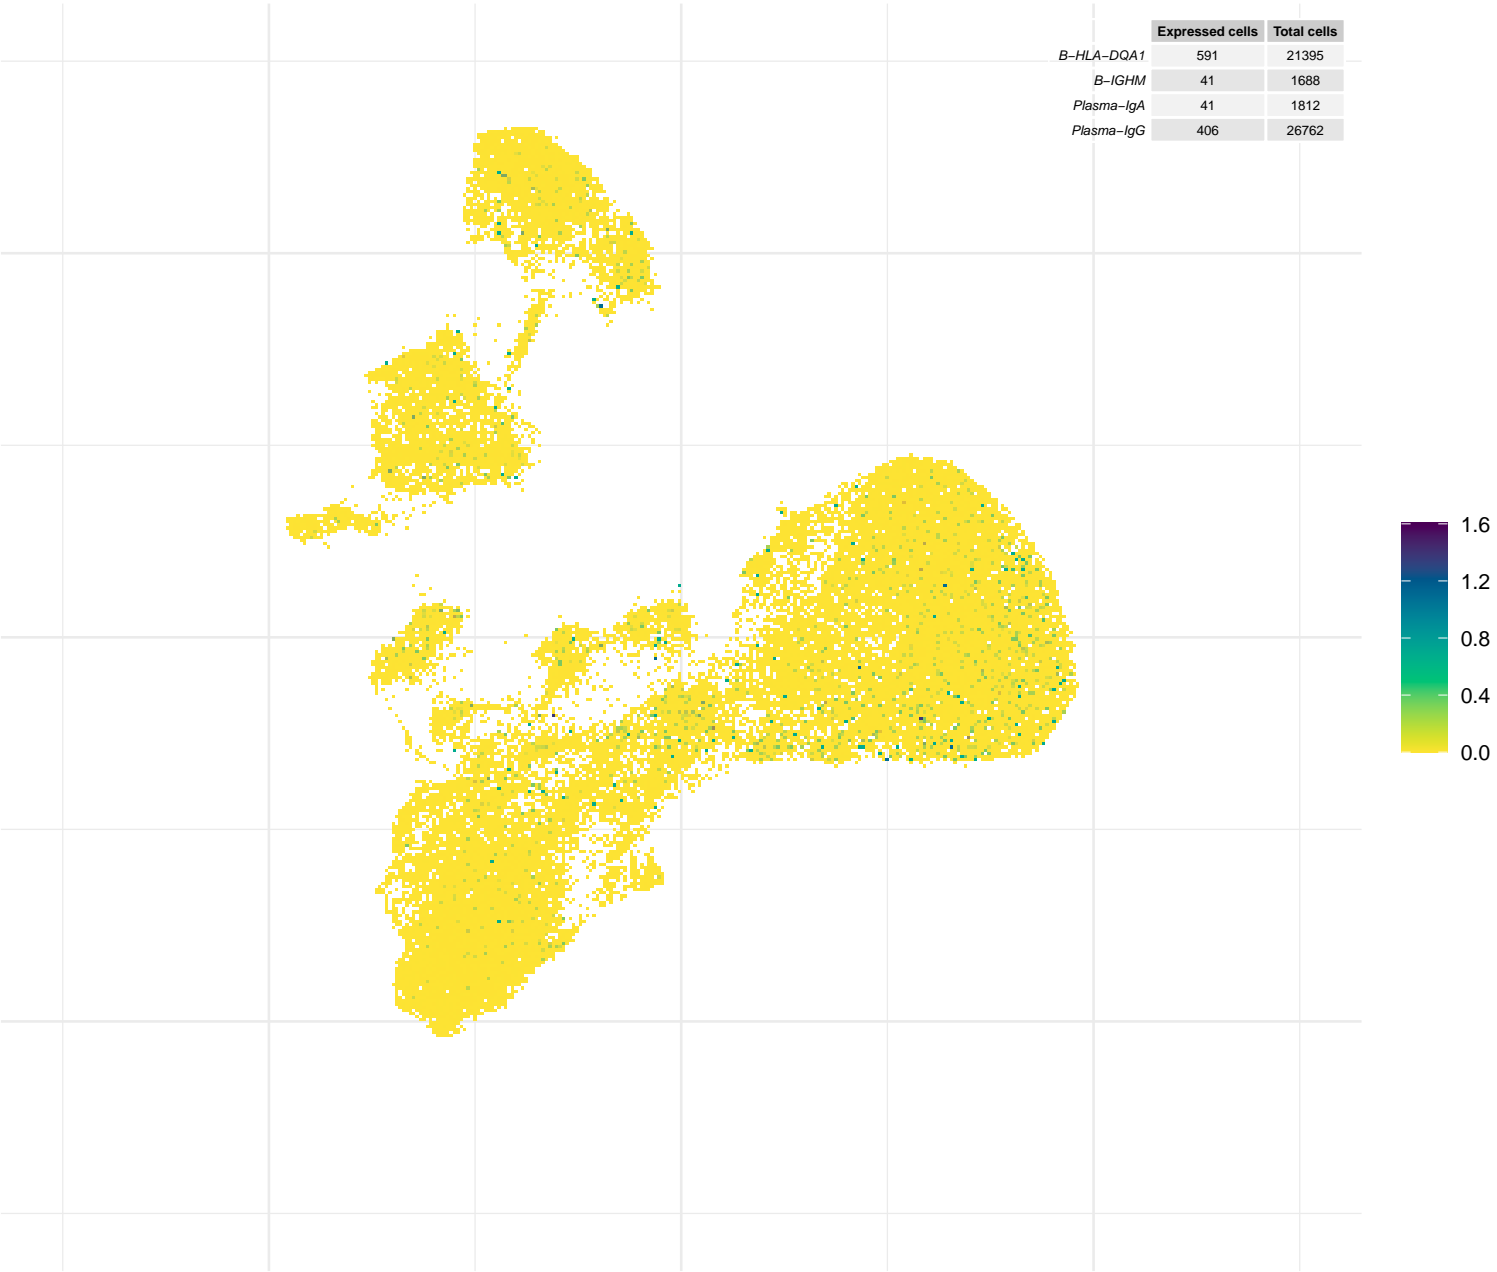 Expressed cells Total cells
B−HLA−DQA1 591 21395
B−IGHM 41 1688
Plasma−IgA 41 1812
Plasma−IgG 406 26762
1.6
1.2
0.8
0.4
0.0